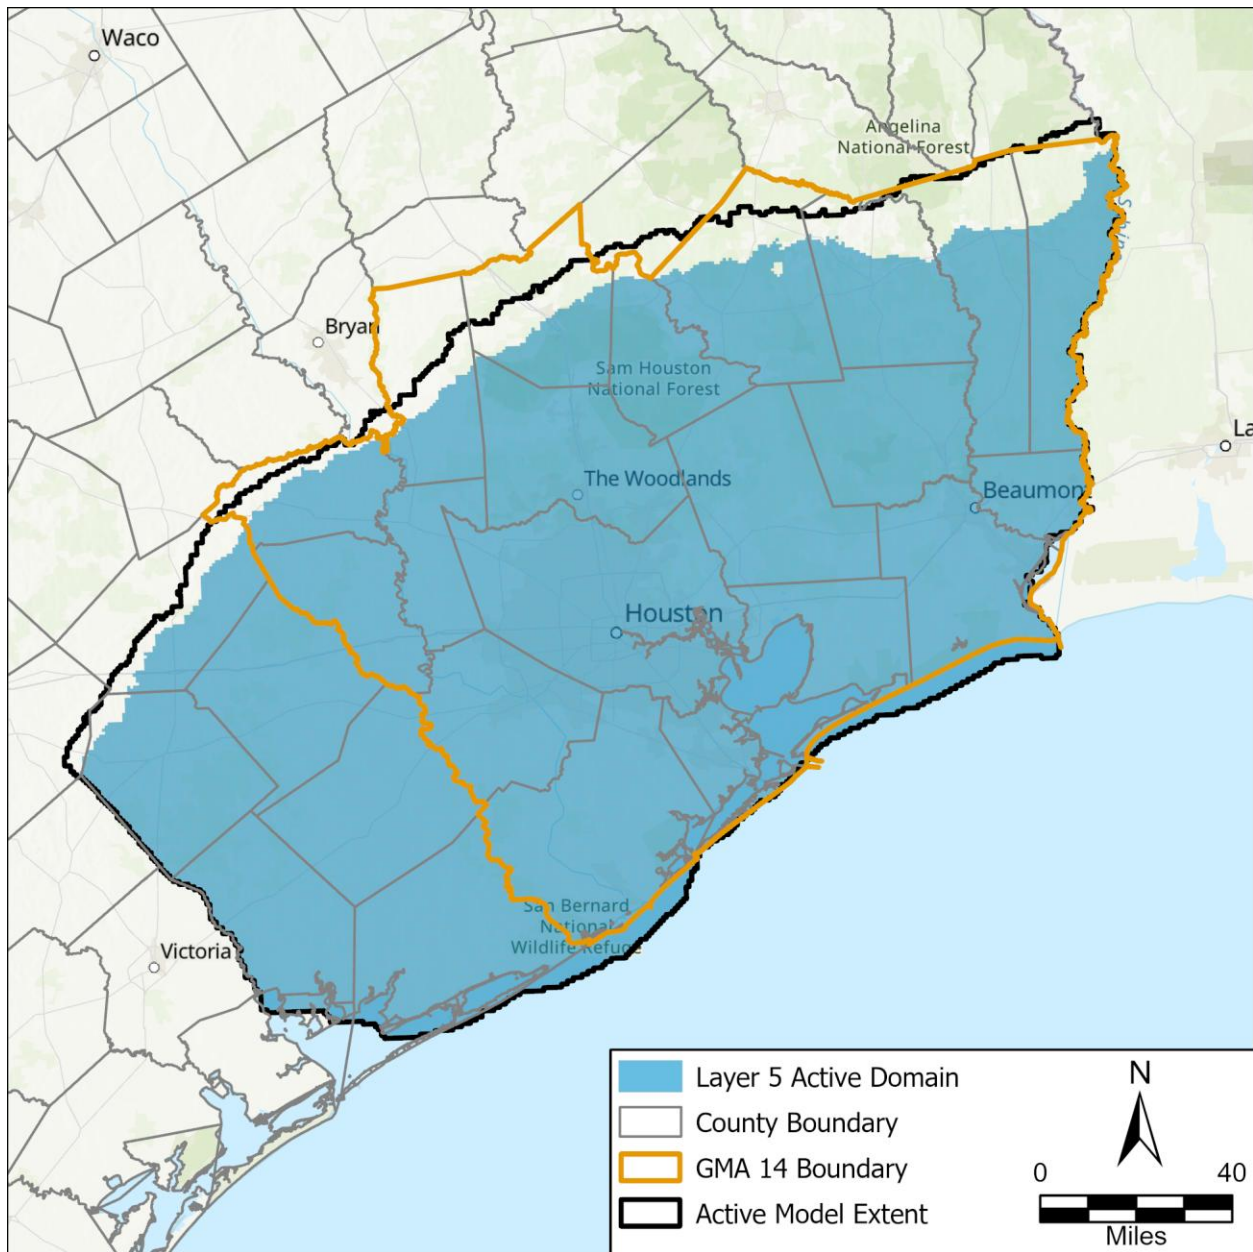 Waco
Angelina
National Forest
Bryan
Sam Houston
National Forest
La
The Woodlands
Beaumont
Houston
San Bernard
National
Wildlife Refuge
Victoria
Layer 5 Active Domain
County Boundary
GMA 14 Boundary
Active Model Extent
N
0 40
Miles